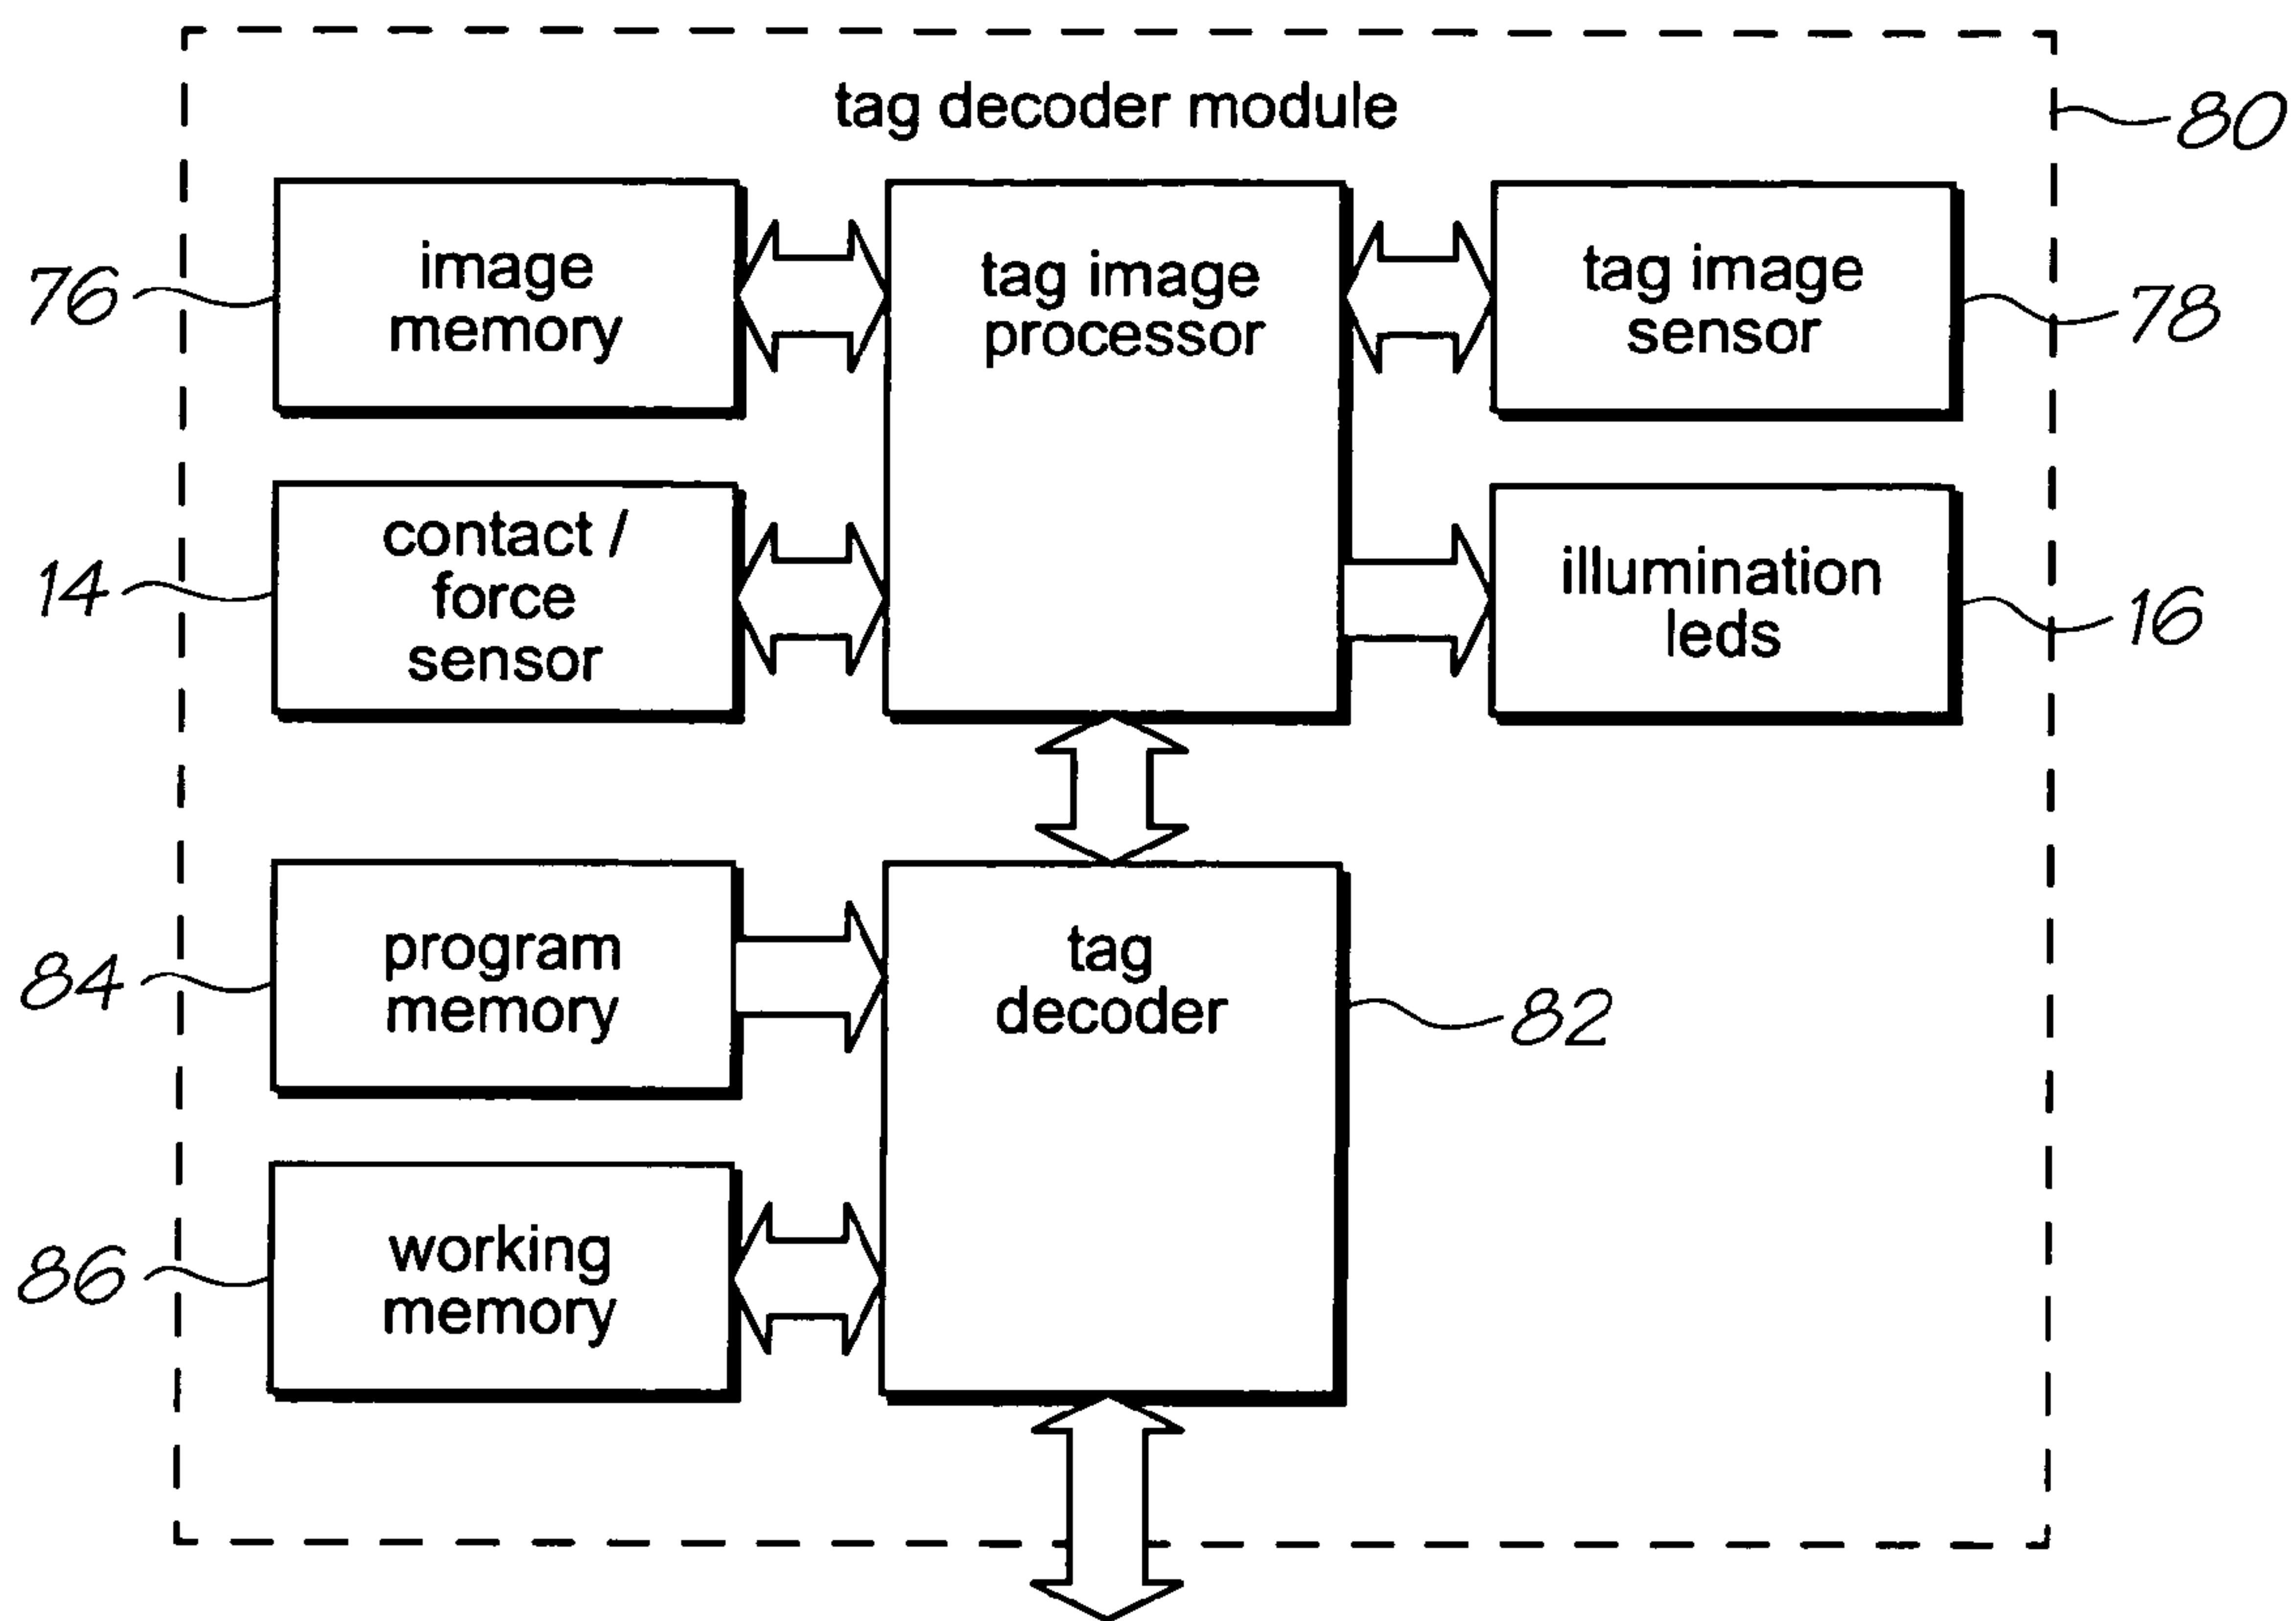 tag decoder module
80
image
memory
76
tag image
processor
tag image
sensor
78
contact /
force
sensor
14
illumination
leds
16
program
memory
84
tag
decoder
82
working
memory
86